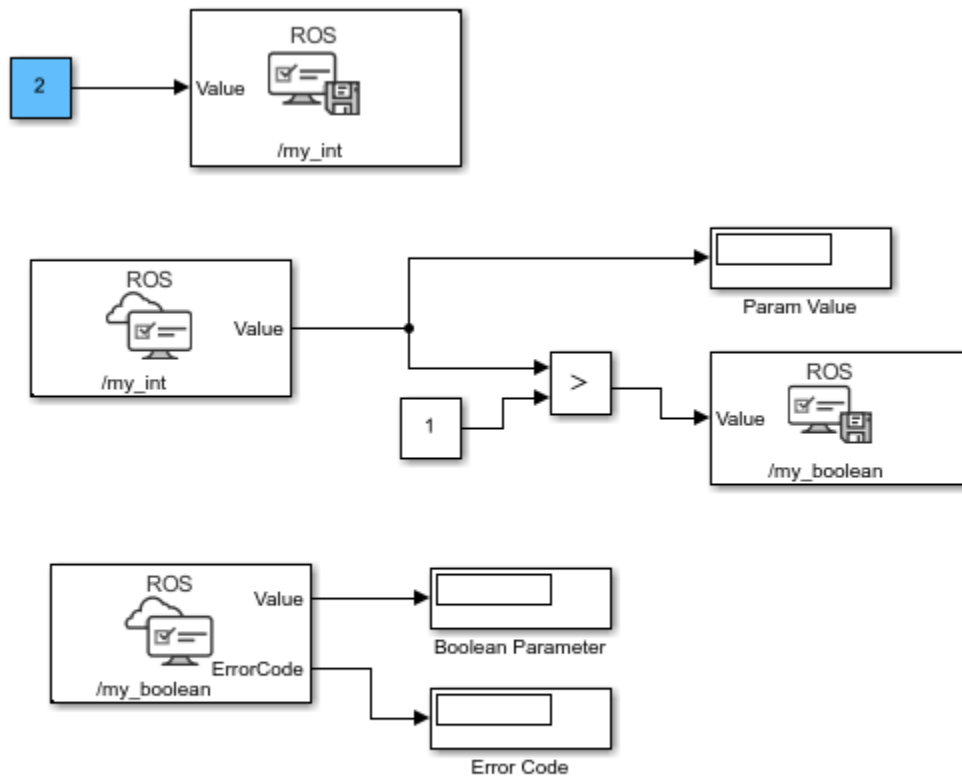 ROS
2
Value
/my_int
ROS
Value
/my_int
Param Value
>
1
ROS
Value
/my_boolean
ROS
Value
ErrorCode
/my_boolean
Boolean Parameter
Error Code